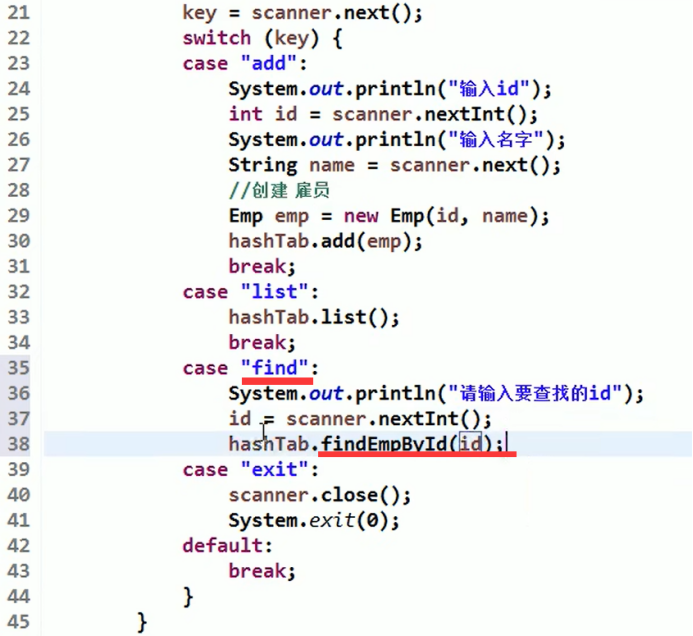 21 key = scanner.next();
22 switch (key) {
23 case "add":
24 System.out.println("输入id");
25 int id = scanner.nextInt();
26 System.out.println("输入名字");
27 String name = scanner.next();
28 //创建 雇员
29 Emp emp = new Emp(id, name);
30 hashTab.add(emp);
31 break;
32 case "list":
33 hashTab.list();
34 break;
35 case "find":
36 System.out.println("请输入要查找的id");
37 id = scanner.nextInt();
38 hashTab.findEmpById(id);
39 case "exit":
40 scanner.close();
41 System.exit(0);
42 default:
43 break;
44 }
45 }